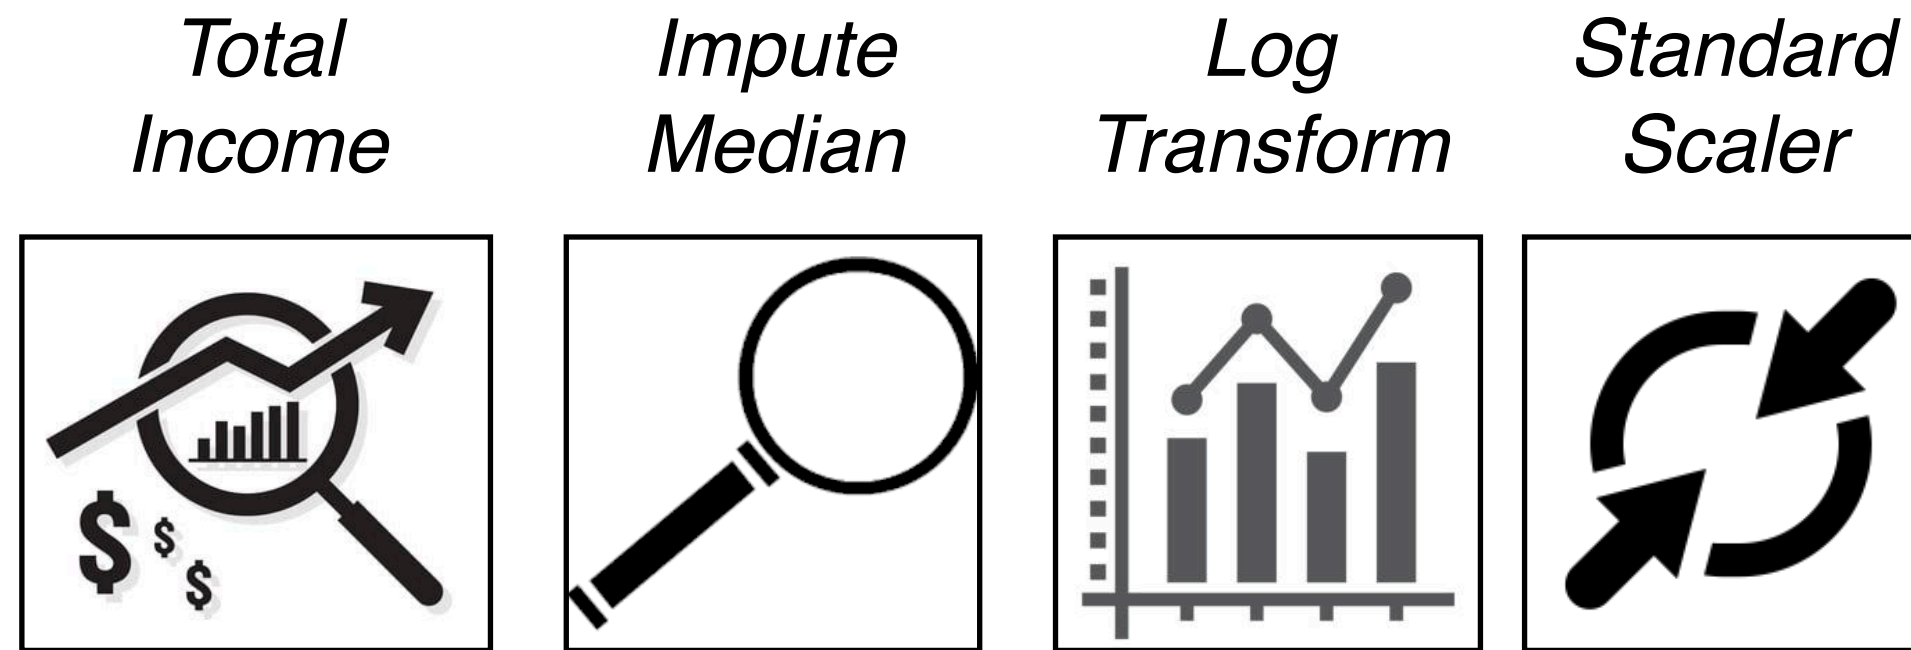 Total
Income
Impute
Median
Log
Transform
Standard
Scaler
$
$
$